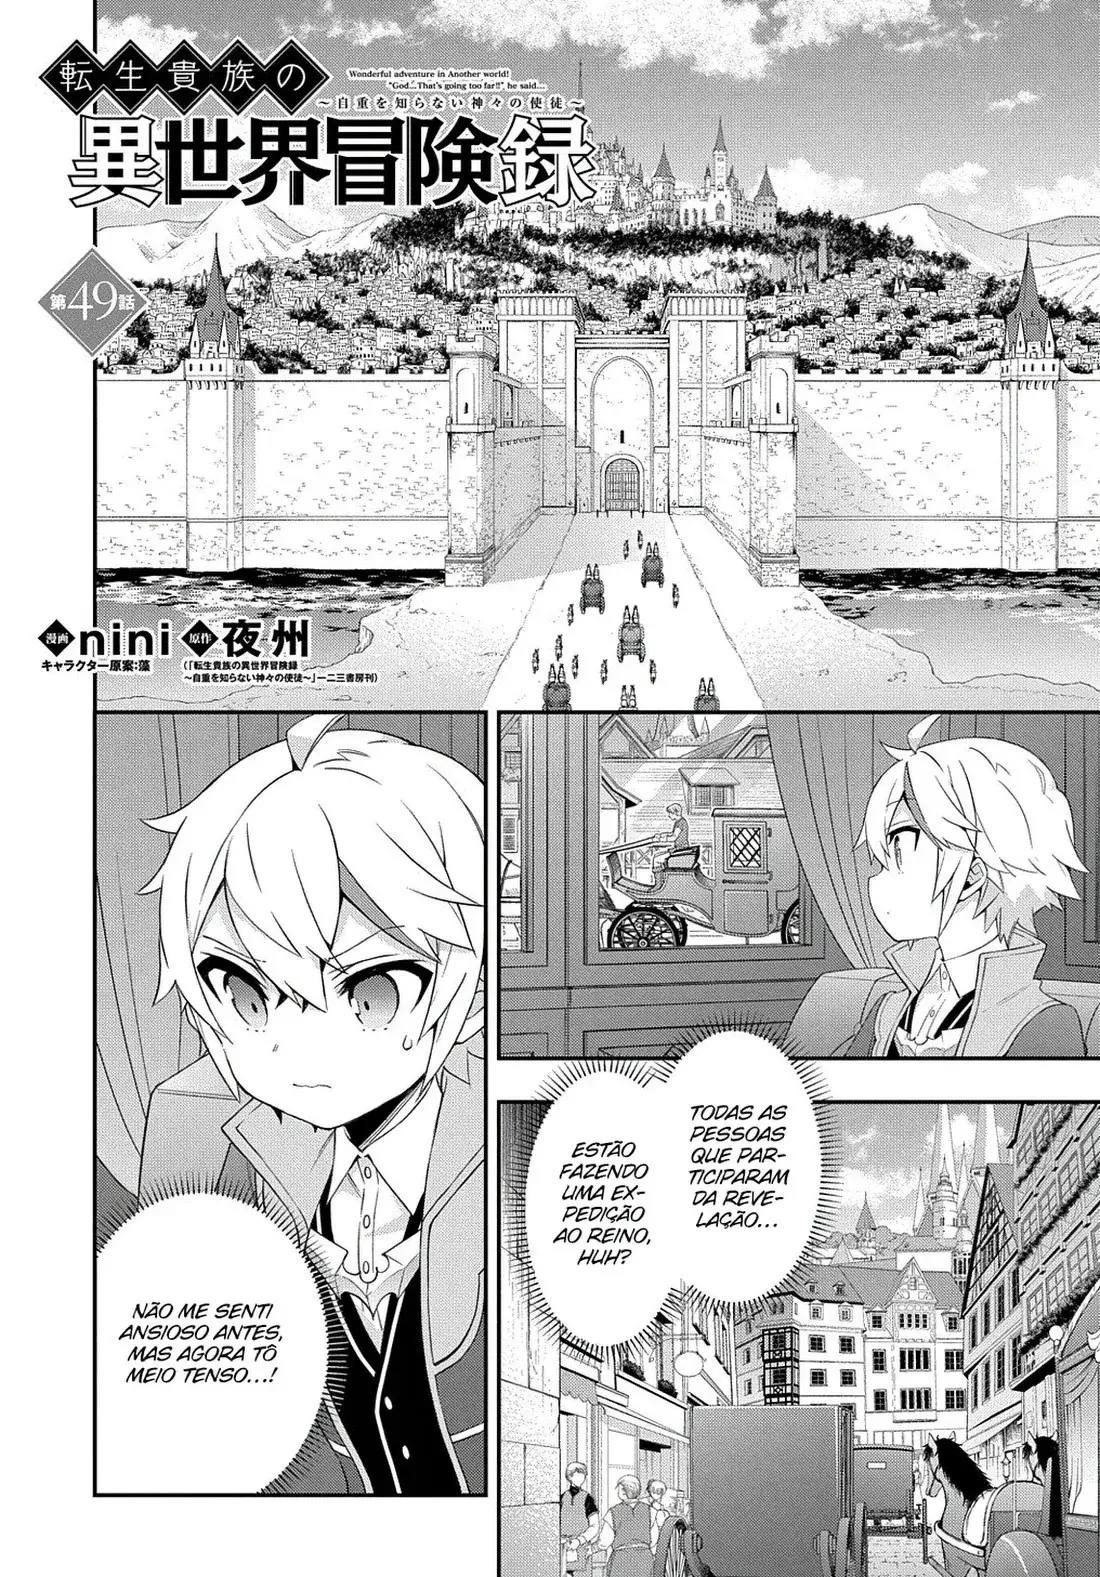 転生貴族の
Wonderful adventure in Another world!
"God...That's going too far!!" he said...
～自重を知らない神々の使徒～
異世界冒険録
第49話
漫画 nini 原作 夜州
キャラクター原案：藻
（「転生貴族の異世界冒険録
～自重を知らない神々の使徒～」一二三書房刊）
TODAS AS
PESSOAS
QUE PAR-
TICIPARAM
DA REVE-
LAÇÃO...
ESTÃO
FAZENDO
UMA EX-
PEDIÇÃO
AO REINO,
HUH?
NÃO ME SENTI
ANSIOSO ANTES,
MAS AGORA TÔ
MEIO TENSO...!